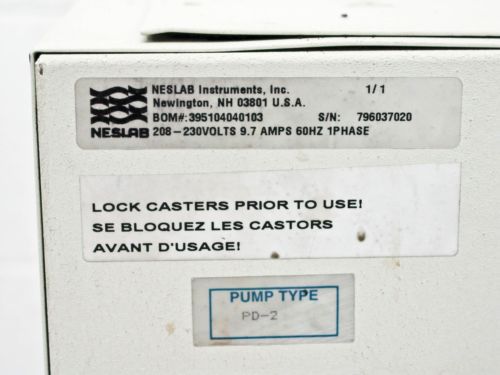 NESLAB Instruments, Inc. 1/1
Newington, NH 03801 U.S.A.
BOM#:395104040103 S/N: 796037020
NESLAB
208-230VOLTS 9.7 AMPS 60HZ 1PHASE
LOCK CASTERS PRIOR TO USE!
SE BLOQUEZ LES CASTORS
AVANT D'USAGE!
PUMP TYPE
PD-2